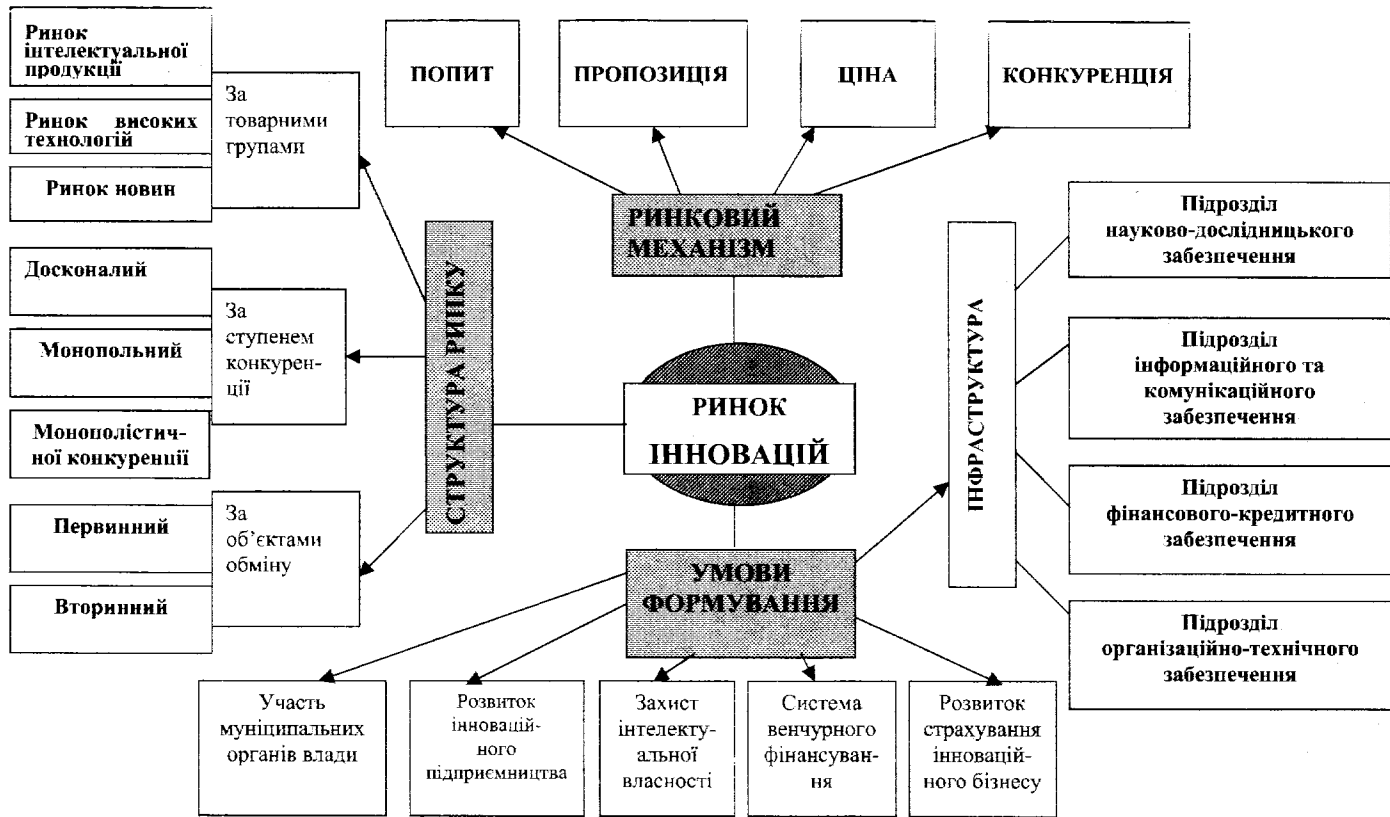 Ринок
інтелектуальної
продукції
Ринок високих
технологій
Ринок новин
За
товарними
групами
Досконалий
Монопольний
Монополістич-
ної конкуренції
За
ступенем
конкурен-
ції
Первинний
Вторинний
За
об’єктами
обміну
СТРУКТУРА РИНКУ
ПОПИТ
ПРОПОЗИЦІЯ
ЦІНА
КОНКУРЕНЦІЯ
РИНКОВИЙ
МЕХАНІЗМ
РИНОК
ІННОВАЦІЙ
УМОВИ
ФОРМУВАННЯ
ІНФРАСТРУКТУРА
Підрозділ
науково-дослідницького
забезпечення
Підрозділ
інформаційного та
комунікаційного
забезпечення
Підрозділ
фінансового-кредитного
забезпечення
Підрозділ
організаційно-технічного
забезпечення
Участь
муніципальних
органів влади
Розвиток
інновацій-
ного
підприємництва
Захист
інтелекту-
альної
власності
Система
венчурного
фінансуван-
ня
Розвиток
страхування
інновацій-
ного бізнесу